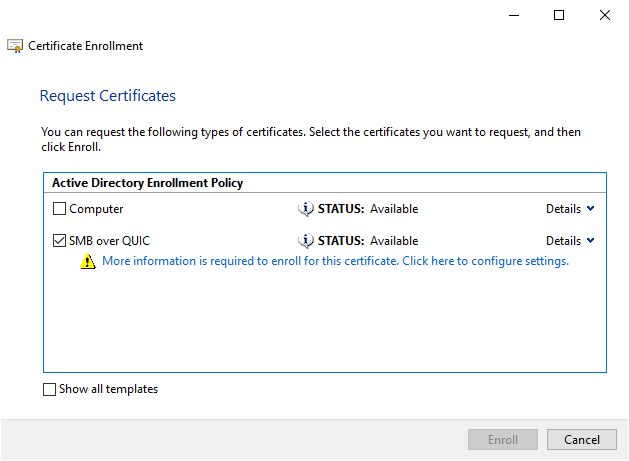 Certificate Enrollment
Request Certificates
You can request the following types of certificates. Select the certificates you want to request, and then
click Enroll.
Active Directory Enrollment Policy
Computer STATUS: Available Details
SMB over QUIC STATUS: Available Details
More information is required to enroll for this certificate. Click here to configure settings.
Show all templates
Enroll Cancel